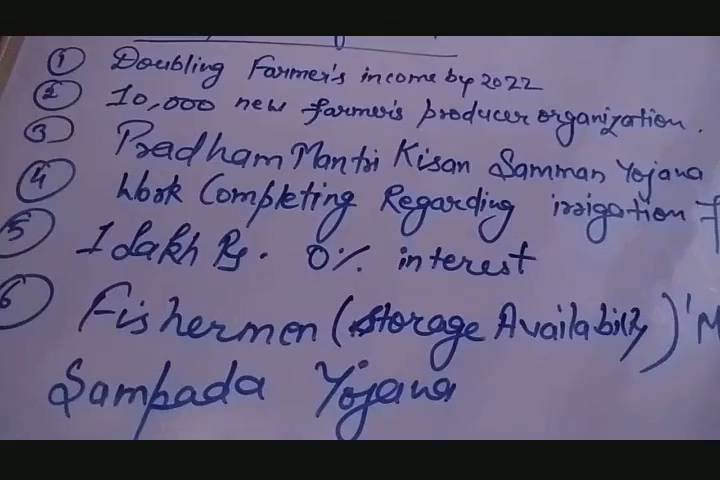 ① Doubling Farmer's income by 2022
② 10,000 new farmer's producer organization.
③ Pradham Mantri Kisan Samman Yojana
④ Work Completing Regarding irrigation
⑤ 1 Lakh Rs. 0% interest
⑥ Fishermen (storage Availability) 'M
Sampada Yojana